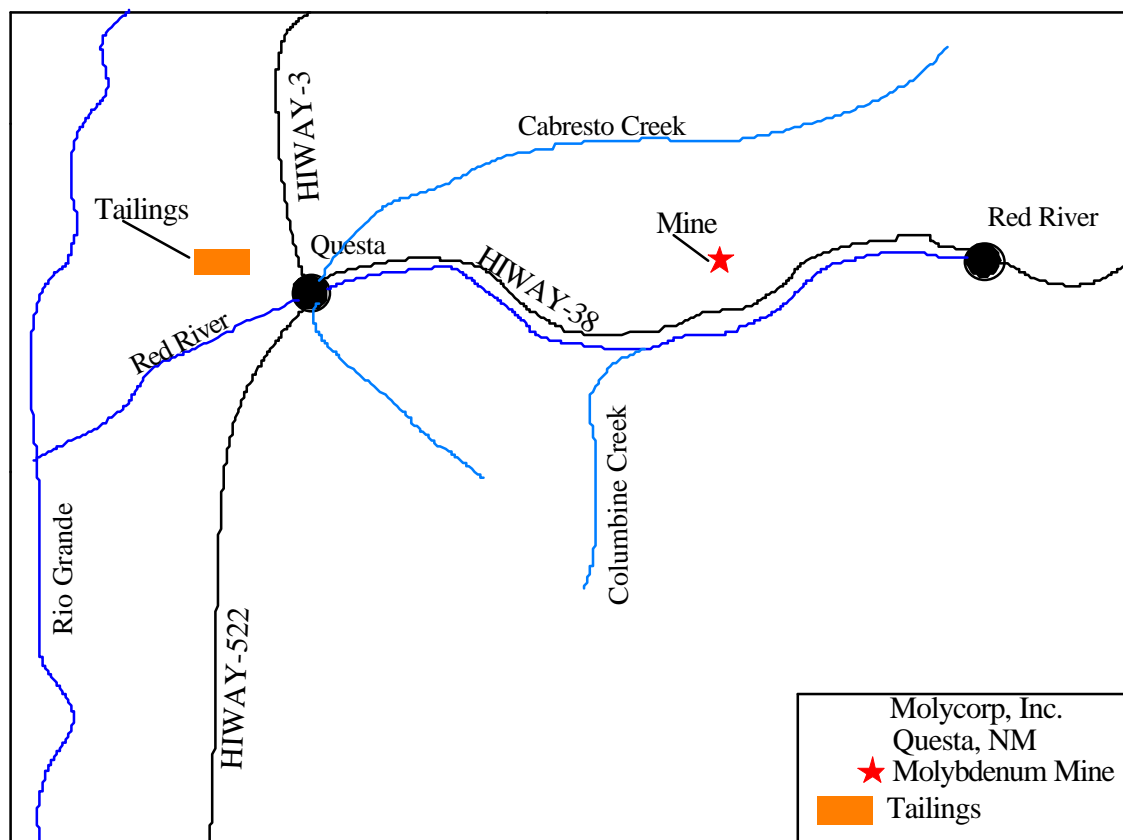 HIWAY-3
Cabresto Creek
Tailings
Questa
Mine
Red River
HIWAY-38
Red River
Columbine Creek
Rio Grande
HIWAY-522
Molycorp, Inc.
Questa, NM
Molybdenum Mine
Tailings